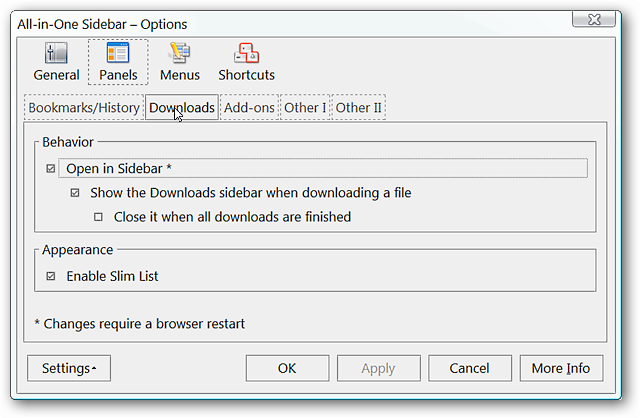 All-in-One Sidebar – Options
General Panels Menus Shortcuts
Bookmarks/History Downloads Add-ons Other I Other II
Behavior
Open in Sidebar *
Show the Downloads sidebar when downloading a file
Close it when all downloads are finished
Appearance
Enable Slim List
* Changes require a browser restart
Settings OK Apply Cancel More Info